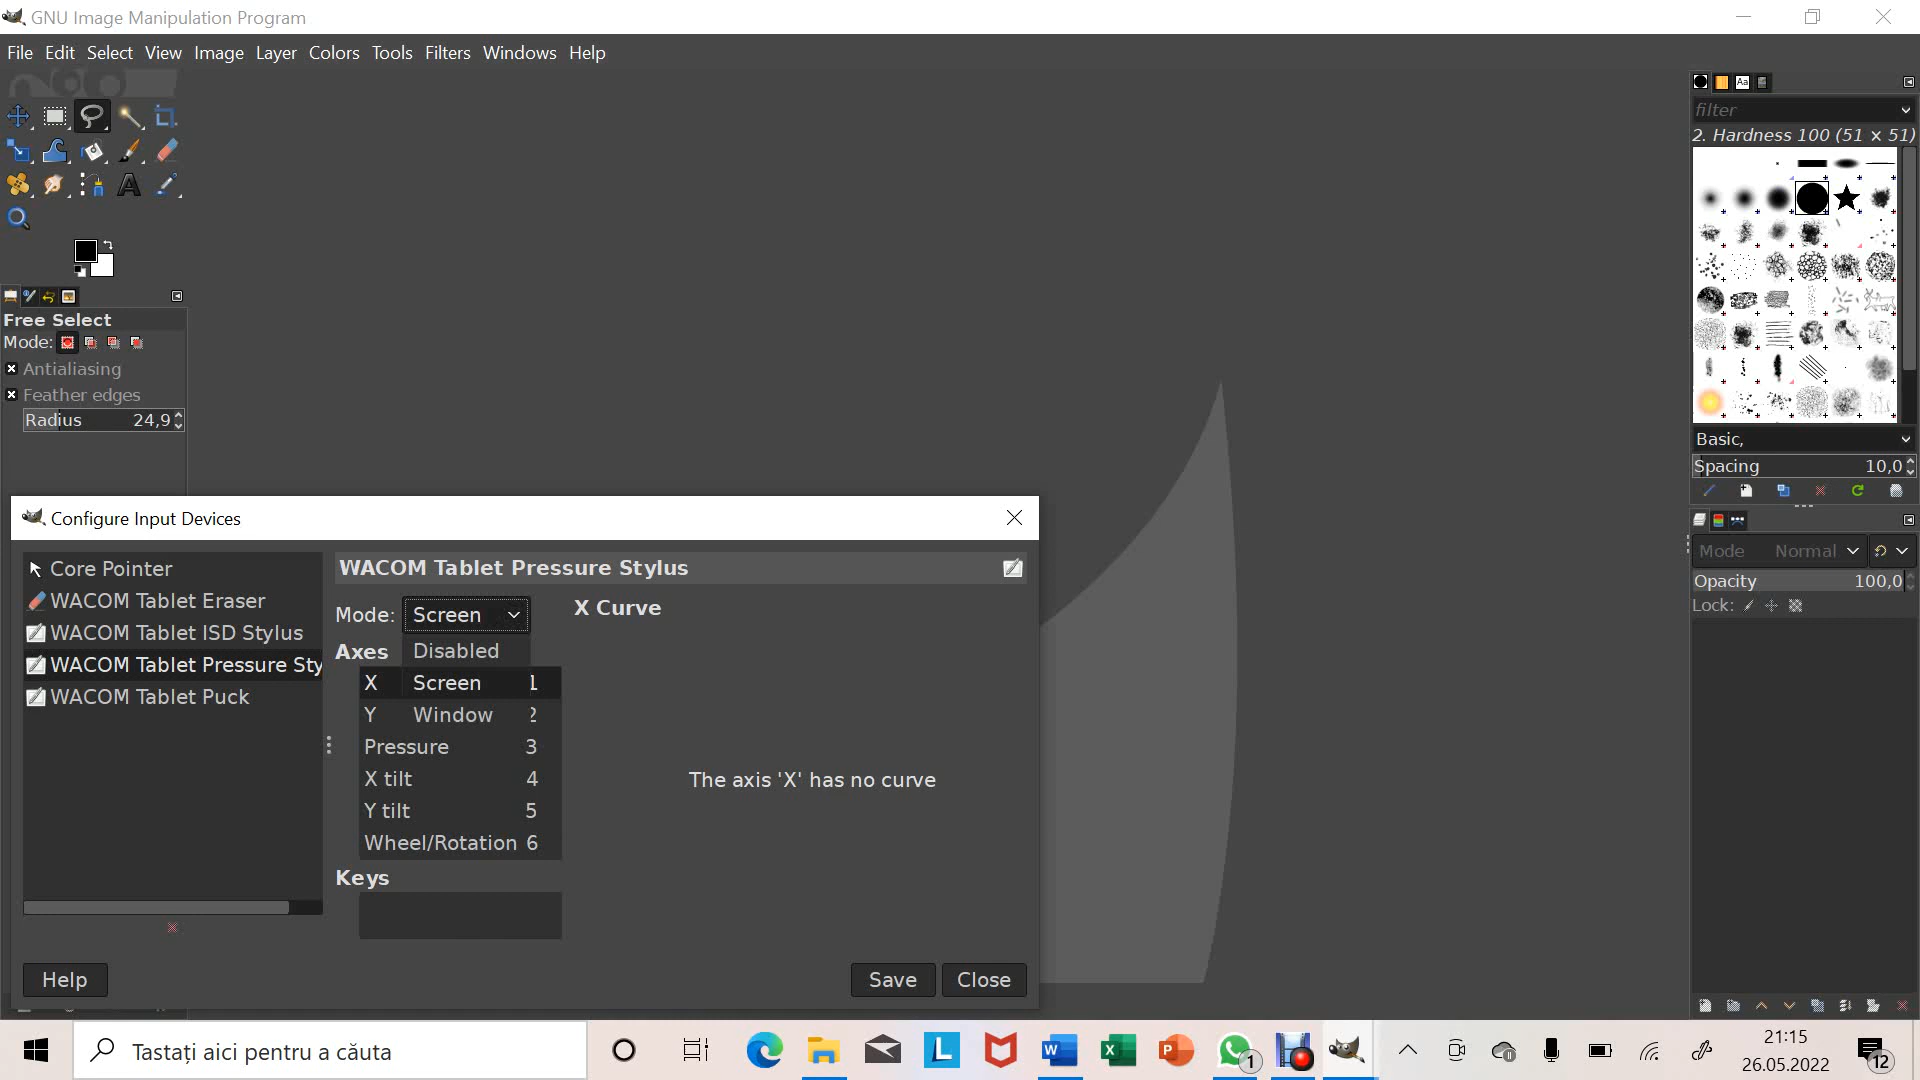 GNU Image Manipulation Program
File Edit Select View Image Layer Colors Tools Filters Windows Help
Aa
filter
2. Hardness 100 (51 × 51)
Free Select
Mode:
Antialiasing
Feather edges
Radius 24,9
Basic,
Spacing 10,0
Mode Normal
Opacity 100,0
Lock:
Configure Input Devices
Core Pointer
WACOM Tablet Eraser
WACOM Tablet ISD Stylus
WACOM Tablet Pressure Sty
WACOM Tablet Puck
WACOM Tablet Pressure Stylus
Mode: Screen
Disabled
Screen
Window
Axes
X 1
Y 2
Pressure 3
X tilt 4
Y tilt 5
Wheel/Rotation 6
Keys
X Curve
The axis 'X' has no curve
Help Save Close
Tastați aici pentru a căuta
L
W
X
P
1
21:15
26.05.2022
12